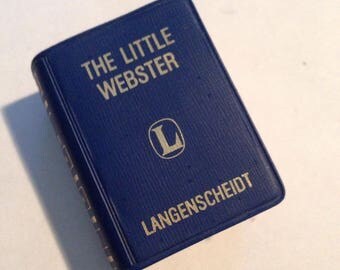 THE LITTLE
WEBSTER
L
LANGENSCHEIDT